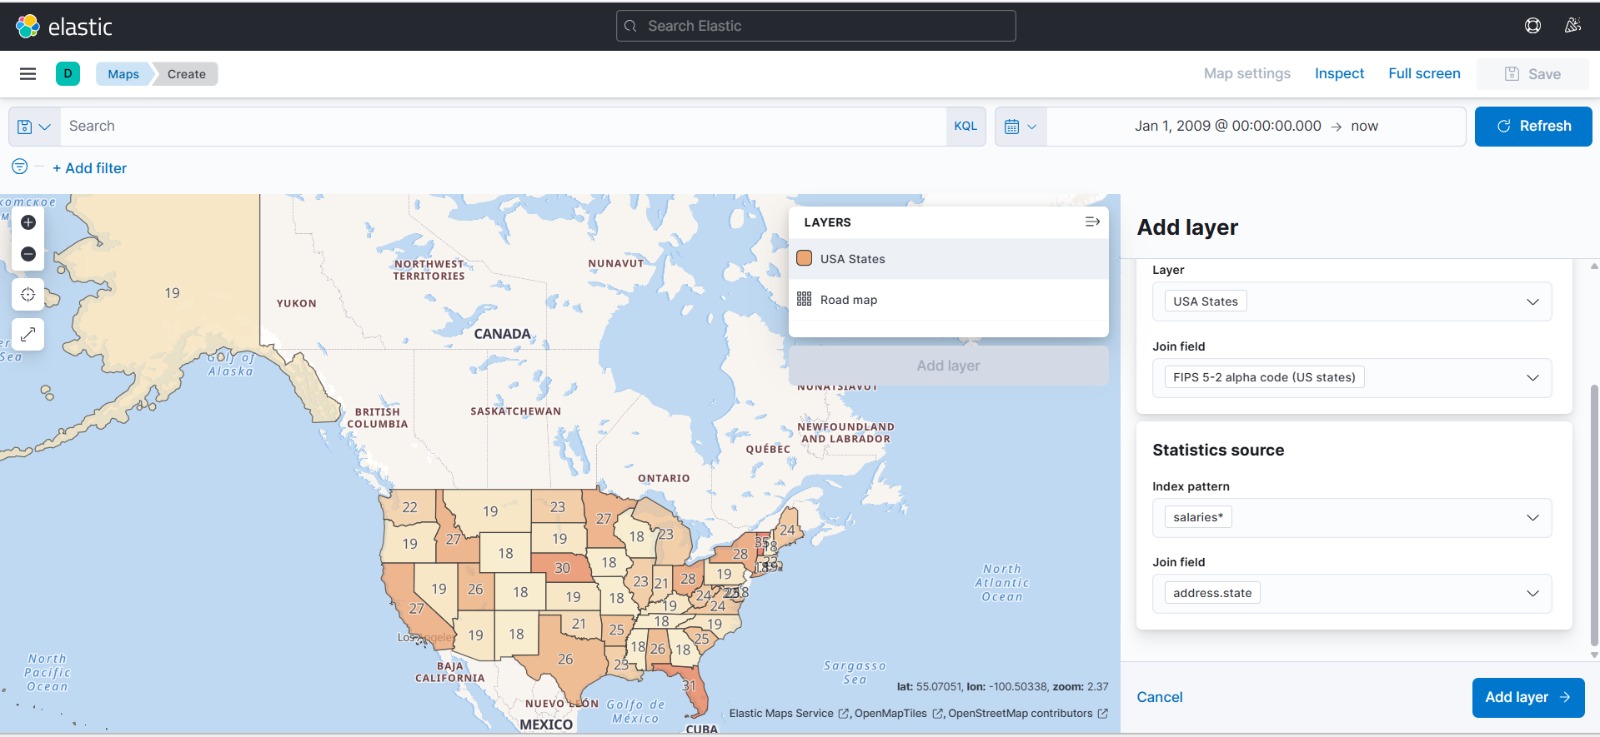 elastic
Search Elastic
D
Maps
Create
Map settings
Inspect
Full screen
Save
Search
KQL
Jan 1, 2009 @ 00:00:00.000 → now
Refresh
+ Add filter
Add layer
LAYERS
USA States
Road map
Add layer
Layer
USA States
Join field
FIPS 5-2 alpha code (US states)
Statistics source
Index pattern
salaries*
Join field
address.state
Cancel
Add layer
NORTHWEST
TERRITORIES
NUNAVUT
19
YUKON
CANADA
Gulf of
Alaska
NUNATSIAVUT
BRITISH
COLUMBIA
SASKATCHEWAN
NEWFOUNDLAND
AND LABRADOR
QUÉBEC
ONTARIO
22
19
23
27
24
19
27
18
19
18
23
35
18
28
30
18
19
19
26
18
19
18
23
21
28
24
24
27
19
18
21
25
18
19
25
19
18
26
23
18
26
18
31
Los Angeles
BAJA
CALIFORNIA
NUEVO LEÓN
Golfo de
México
MEXICO
CUBA
North
Pacific
Ocean
North
Atlantic
Ocean
Sargasso
Sea
lat: 55.07051, lon: -100.50338, zoom: 2.37
Elastic Maps Service, OpenMapTiles, OpenStreetMap contributors